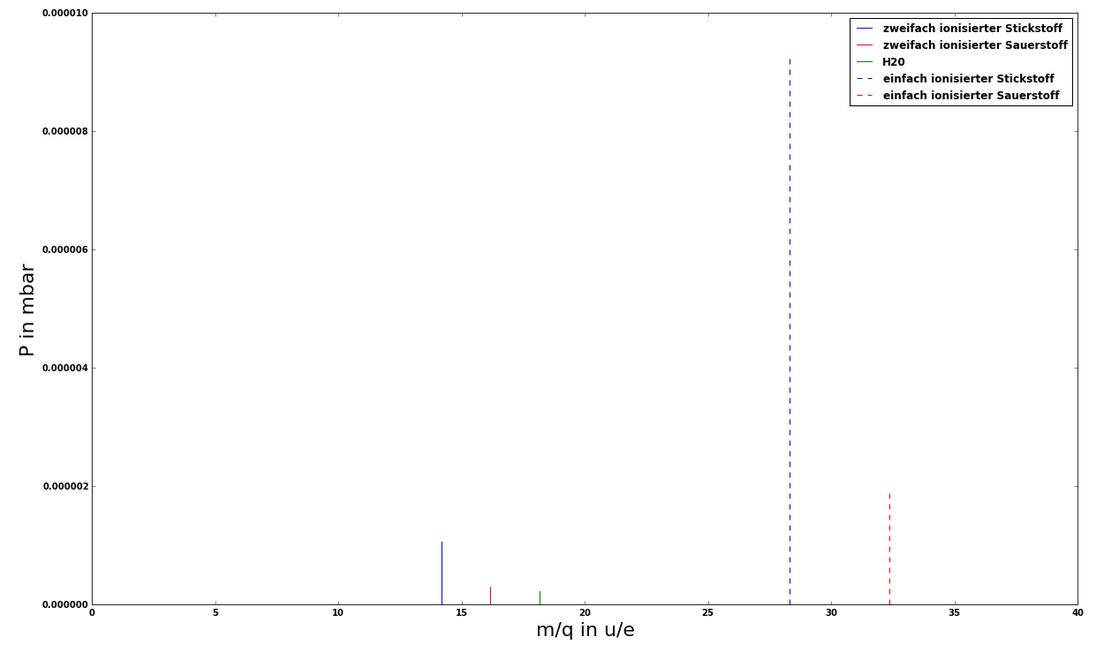 0.000010
zweifach ionisierter Stickstoff
zweifach ionisierter Sauerstoff
H20
einfach ionisierter Stickstoff
einfach ionisierter Sauerstoff
0.000008
0.000006
P in mbar
0.000004
0.000002
0.000000
0 5 10 15 20 25 30 35 40
m/q in u/e